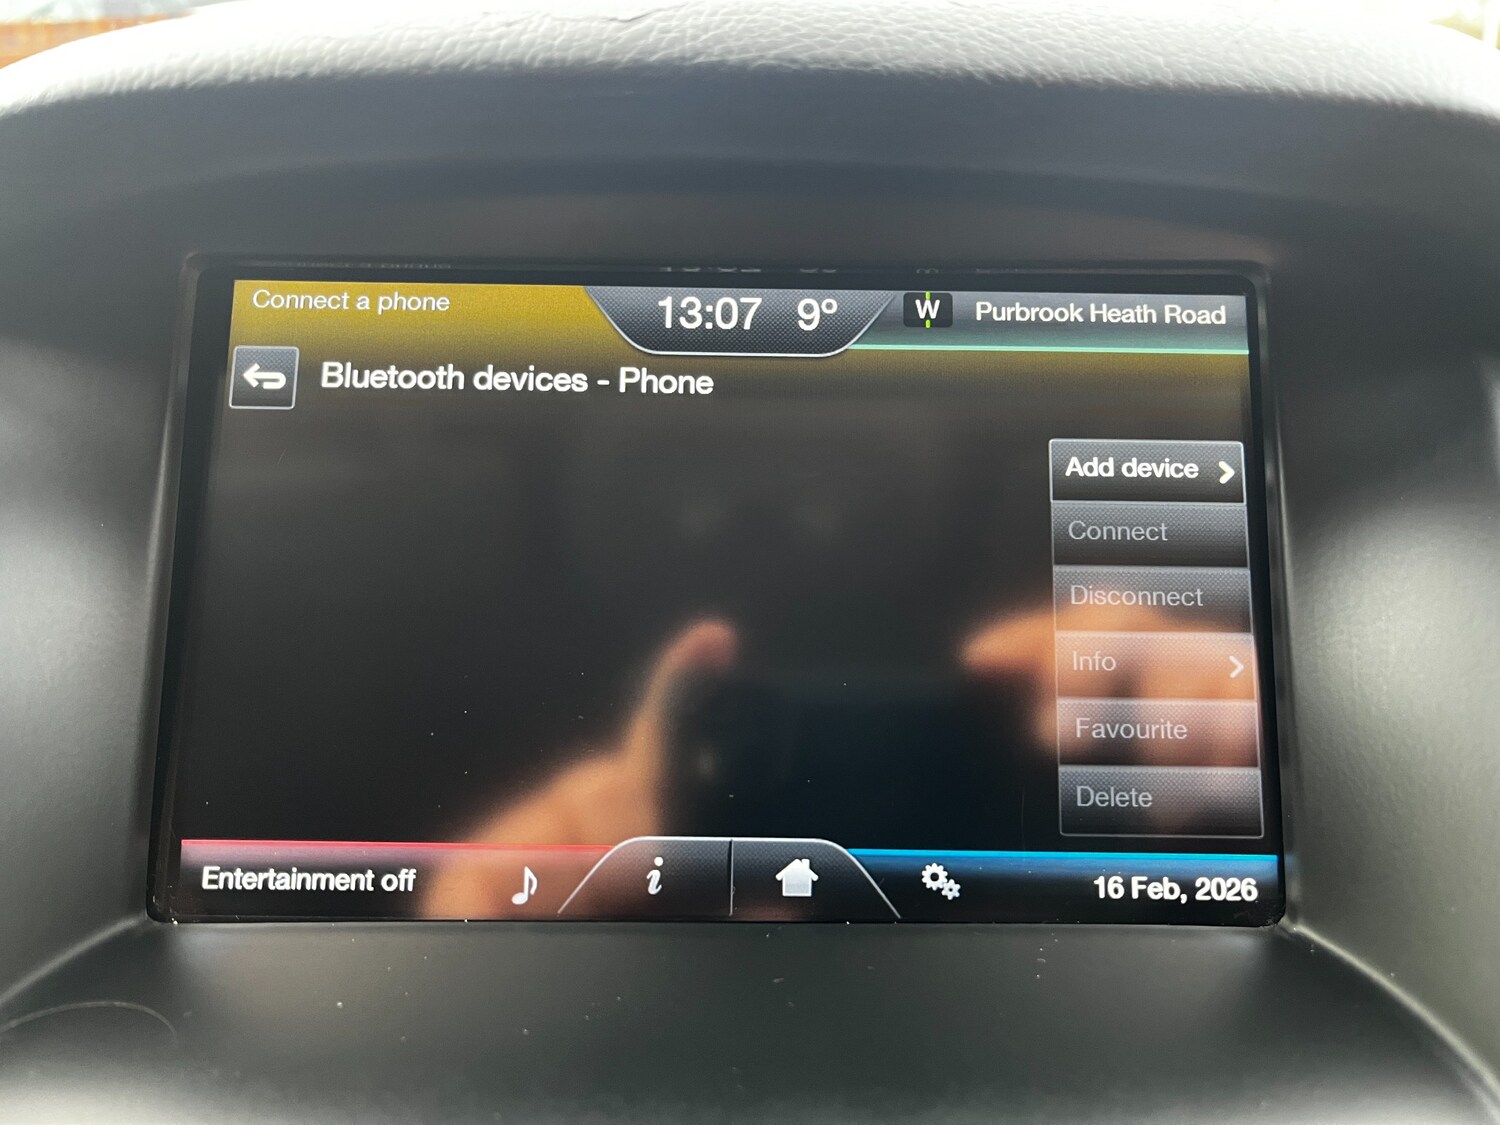 Connect a phone
13:07 9°
W
Purbrook Heath Road
Bluetooth devices - Phone
Add device
Connect
Disconnect
Info
Favourite
Delete
Entertainment off
i
16 Feb, 2026